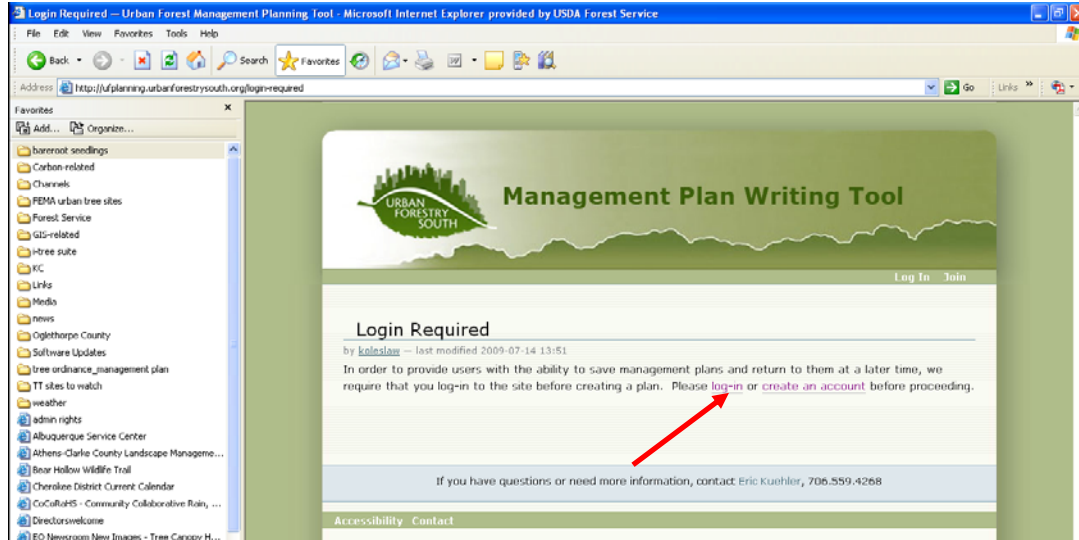 Login Required — Urban Forest Management Planning Tool - Microsoft Internet Explorer provided by USDA Forest Service
File Edit View Favorites Tools Help
Back Search Favorites
Address http://ufplanning.urbanforestrysouth.org/login-required Go Links »
Favorites x
Add... Organize...
bareroot seedlings
Carbon-related
Channels
FEMA urban tree sites
Forest Service
GIS-related
i-tree suite
KC
Links
Media
news
Oglethorpe County
Software Updates
tree ordinance_management plan
TT sites to watch
weather
admin rights
Albuquerque Service Center
Athens-Clarke County Landscape Manageme...
Bear Hollow Wildlife Trail
Cherokee District Current Calendar
CoCoRaHS - Community Collaborative Rain, ...
Directorswelcome
EO Newsroom New Images - Tree Canopy H...
URBAN
FORESTRY
SOUTH
Management Plan Writing Tool
Log In Join
Login Required
by koleslaw — last modified 2009-07-14 13:51
In order to provide users with the ability to save management plans and return to them at a later time, we
require that you log-in to the site before creating a plan. Please log-in or create an account before proceeding.
If you have questions or need more information, contact Eric Kuehler, 706.559.4268
Accessibility Contact